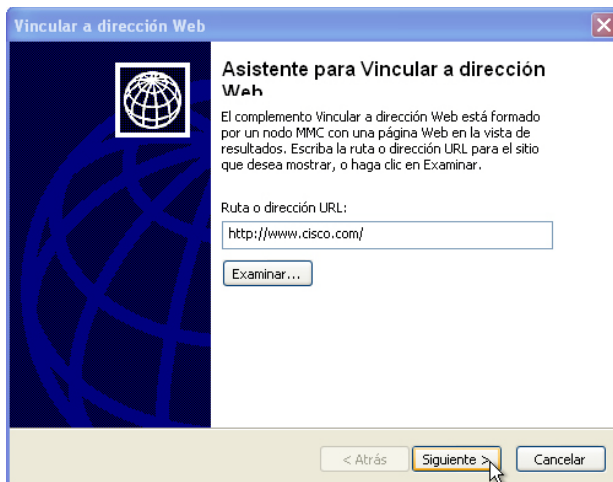 Vincular a dirección Web
Asistente para Vincular a dirección
Web
El complemento Vincular a dirección Web está formado
por un nodo MMC con una página Web en la vista de
resultados. Escriba la ruta o dirección URL para el sitio
que desea mostrar, o haga clic en Examinar.
Ruta o dirección URL:
http://www.cisco.com/
Examinar...
< Atrás
Siguiente >
Cancelar